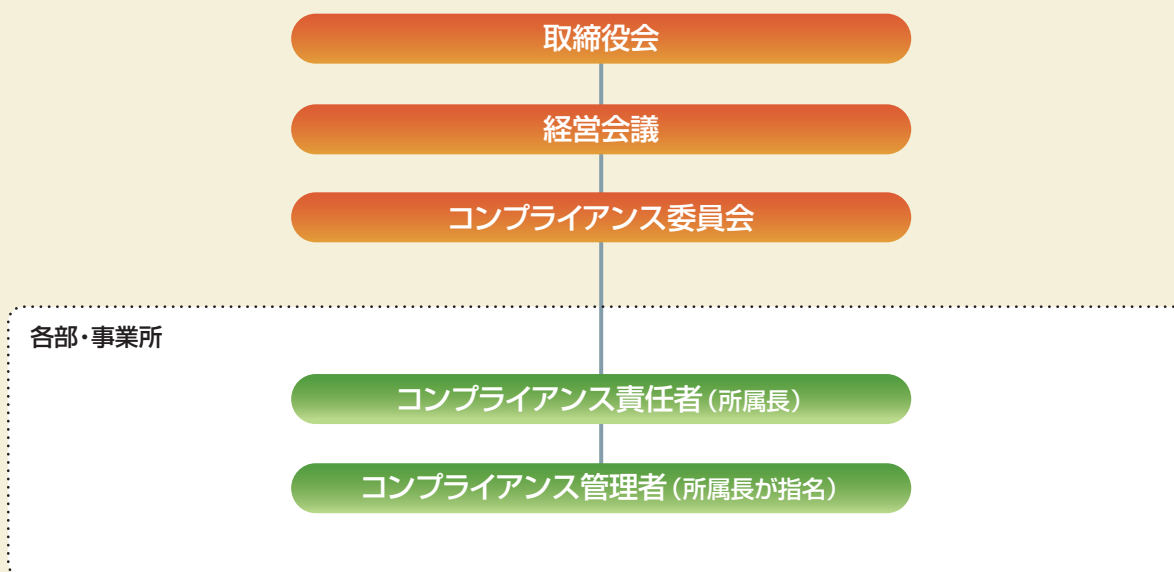 取締役会
経営会議
コンプライアンス委員会
各部・事業所
コンプライアンス責任者（所属長）
コンプライアンス管理者（所属長が指名）